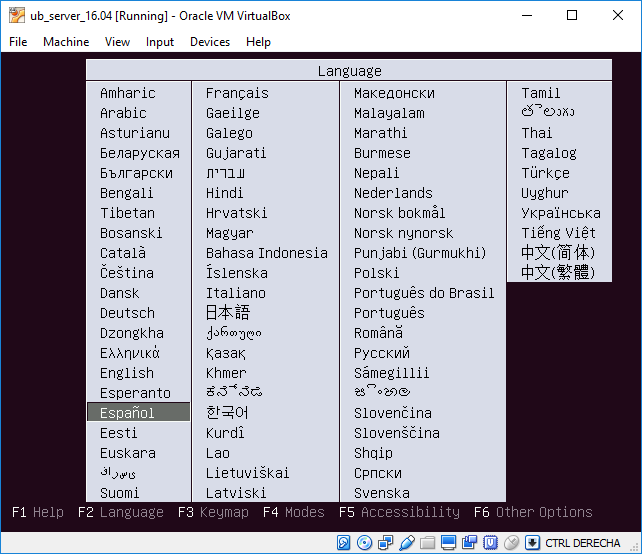 ub_server_16.04 [Running] - Oracle VM VirtualBox
File Machine View Input Devices Help
Language
Amharic
Arabic
Asturianu
Беларуская
Български
Bengali
Tibetan
Bosanski
Català
Čeština
Dansk
Deutsch
Dzongkha
Ελληνικά
English
Esperanto
Español
Eesti
Euskara
Suomi
Français
Gaeilge
Galego
Gujarati
עברית
Hindi
Hrvatski
Magyar
Bahasa Indonesia
Íslenska
Italiano
日本語
ქართული
Қазақ
Khmer
ಕನ್ನಡ
한국어
Kurdî
Lao
Lietuviškai
Latviski
Македонски
Malayalam
Marathi
Burmese
Nepali
Nederlands
Norsk bokmål
Norsk nynorsk
Punjabi (Gurmukhi)
Polski
Português do Brasil
Português
Română
Русский
Sámegillii
සිංහල
Slovenčina
Slovenščina
Shqip
Српски
Svenska
Tamil
తెలుగు
Thai
Tagalog
Türkçe
Uyghur
Українська
Tiếng Việt
中文(简体)
中文(繁體)
F1 Help F2 Language F3 Keymap F4 Modes F5 Accessibility F6 Other Options
CTRL DERECHA